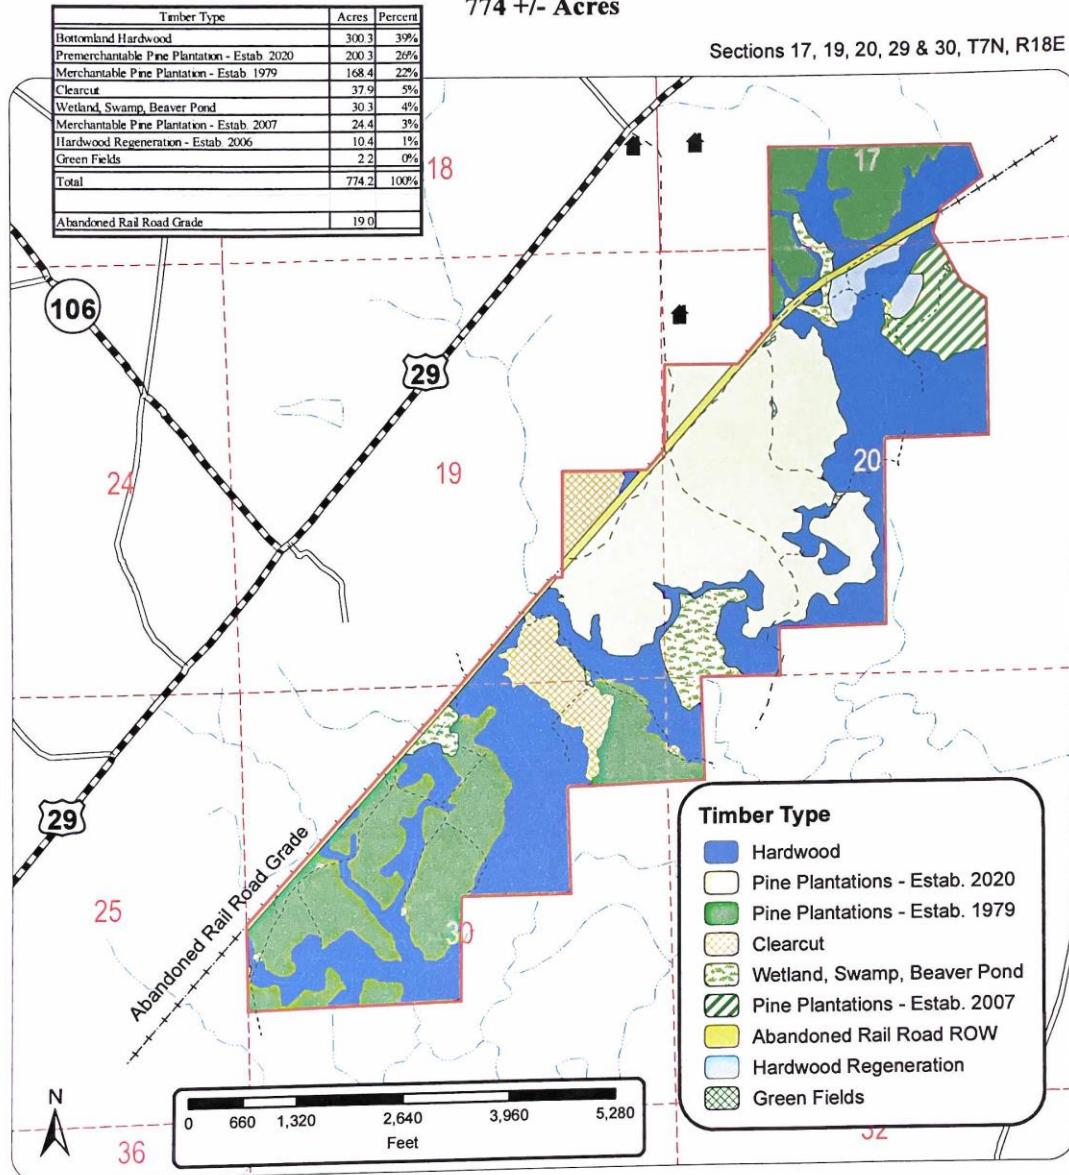 774 +/- Acres
Sections 17, 19, 20, 29 & 30, T7N, R18E
Timber Type Acres Percent
Bottomland Hardwood 300.3 39%
Premerchantable Pine Plantation - Estab. 2020 200.3 26%
Merchantable Pine Plantation - Estab. 1979 168.4 22%
Clearcut 37.9 5%
Wetland, Swamp, Beaver Pond 30.3 4%
Merchantable Pine Plantation - Estab. 2007 24.4 3%
Hardwood Regeneration - Estab. 2006 10.4 1%
Green Fields 2.2 0%
Total 774.2 100%
Abandoned Rail Road Grade 19.0
18
17
106
29
24
19
20
29
25
30
Abandoned Rail Road Grade
Timber Type
Hardwood
Pine Plantations - Estab. 2020
Pine Plantations - Estab. 1979
Clearcut
Wetland, Swamp, Beaver Pond
Pine Plantations - Estab. 2007
Abandoned Rail Road ROW
Hardwood Regeneration
Green Fields
N
0 660 1,320 2,640 3,960 5,280
Feet
36
32